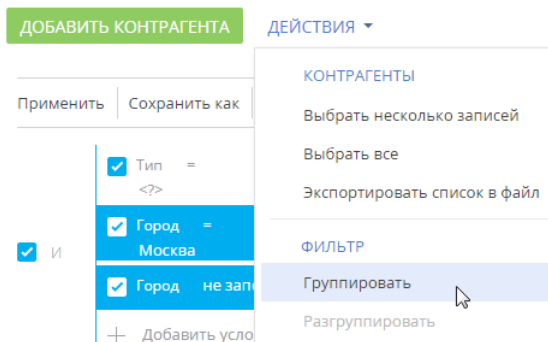 ДОБАВИТЬ КОНТРАГЕНТА
ДЕЙСТВИЯ
КОНТРАГЕНТЫ
Выбрать несколько записей
Выбрать все
Экспортировать список в файл
ФИЛЬТР
Группировать
Разгруппировать
Применить
Сохранить как
И
Тип =
<?>
Город =
Москва
Город не зап
+ Добавить усло